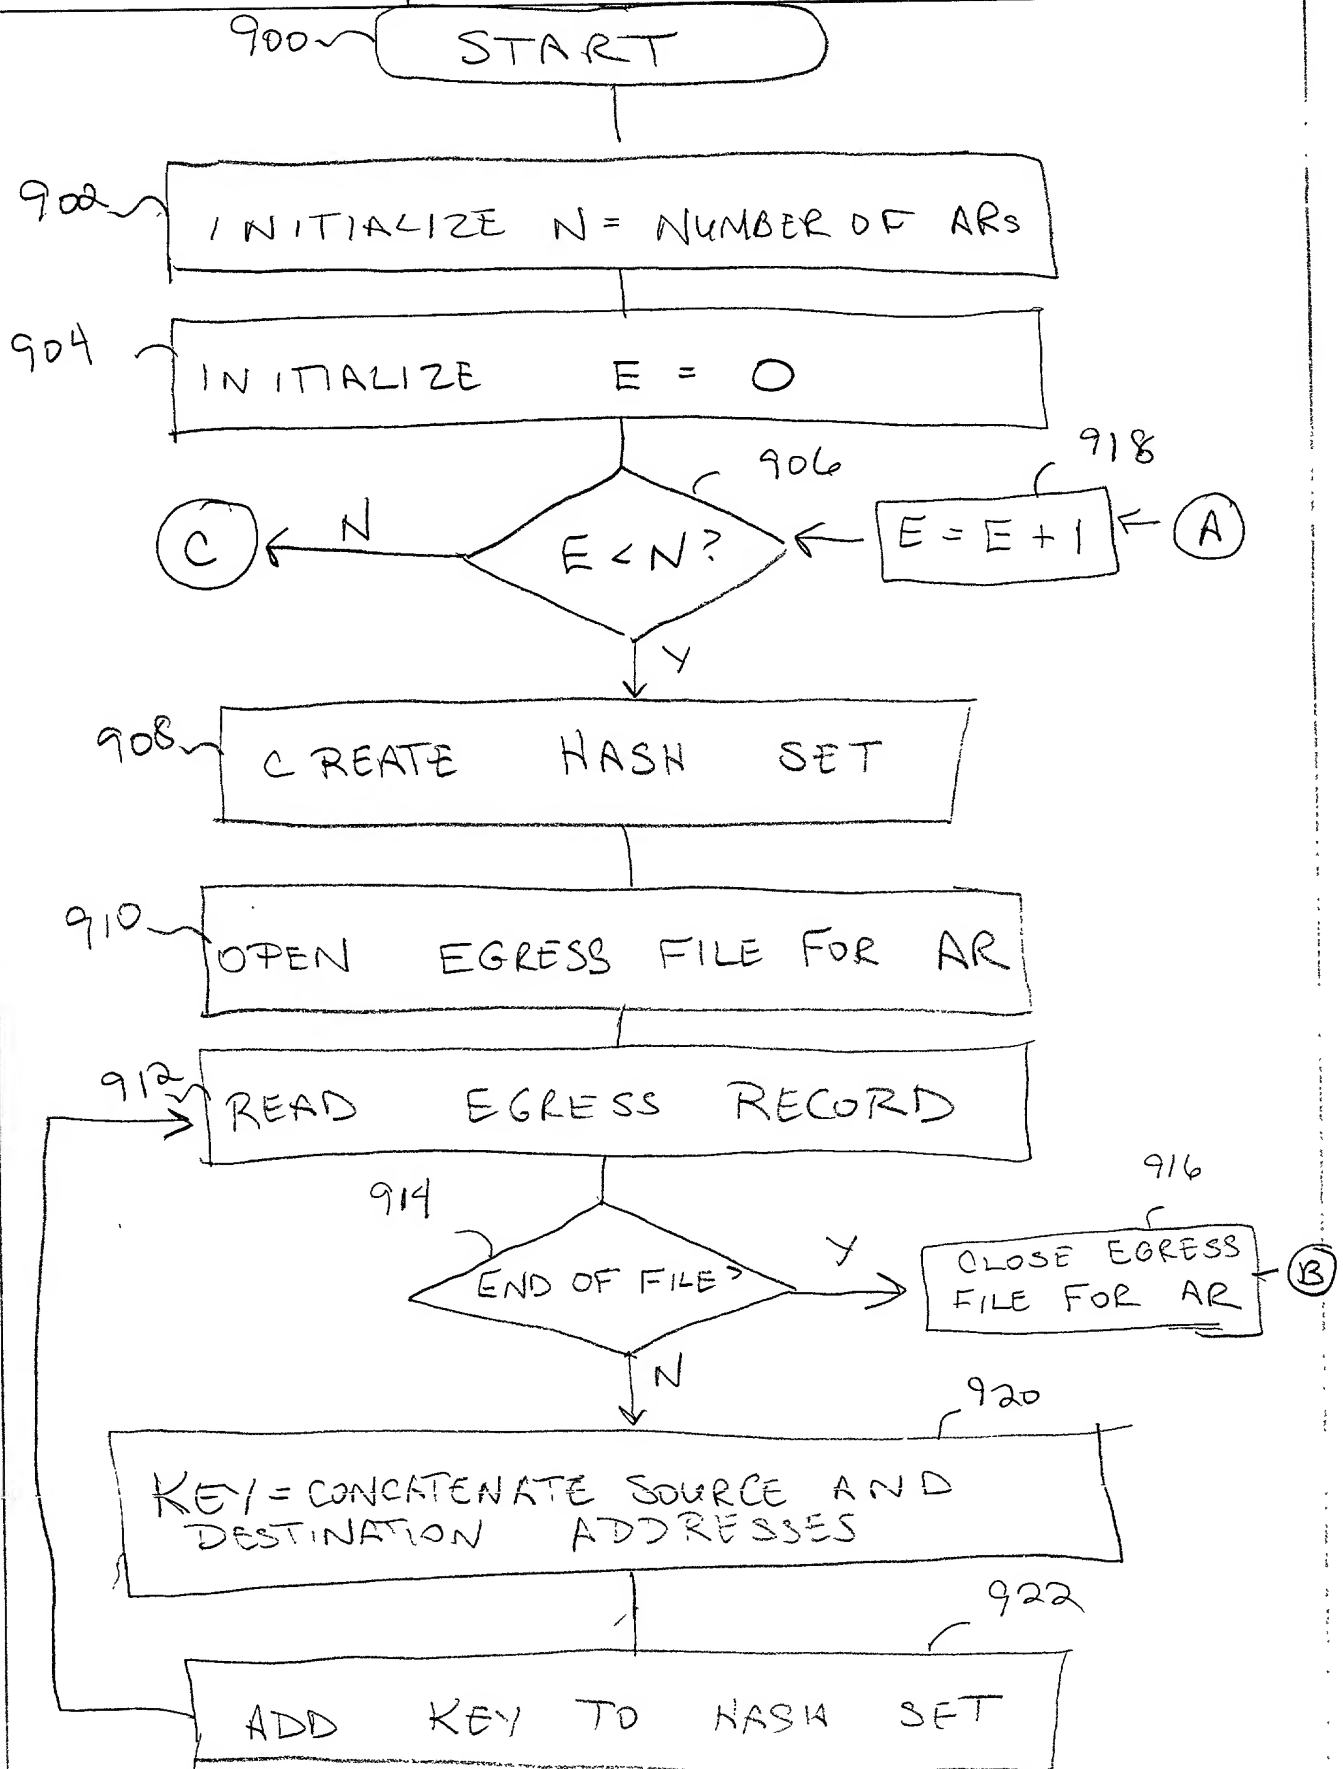 900 START
902 INITIALIZE N = NUMBER OF ARs
904 INITIALIZE E = 0
906 918
C N E < N? E = E + 1 A
Y
908 CREATE HASH SET
910 OPEN EGRESS FILE FOR AR
912 READ EGRESS RECORD
914 916
END OF FILE? Y CLOSE EGRESS
FILE FOR AR B
N
920
KEY = CONCATENATE SOURCE AND
DESTINATION ADDRESSES
922
ADD KEY TO HASH SET